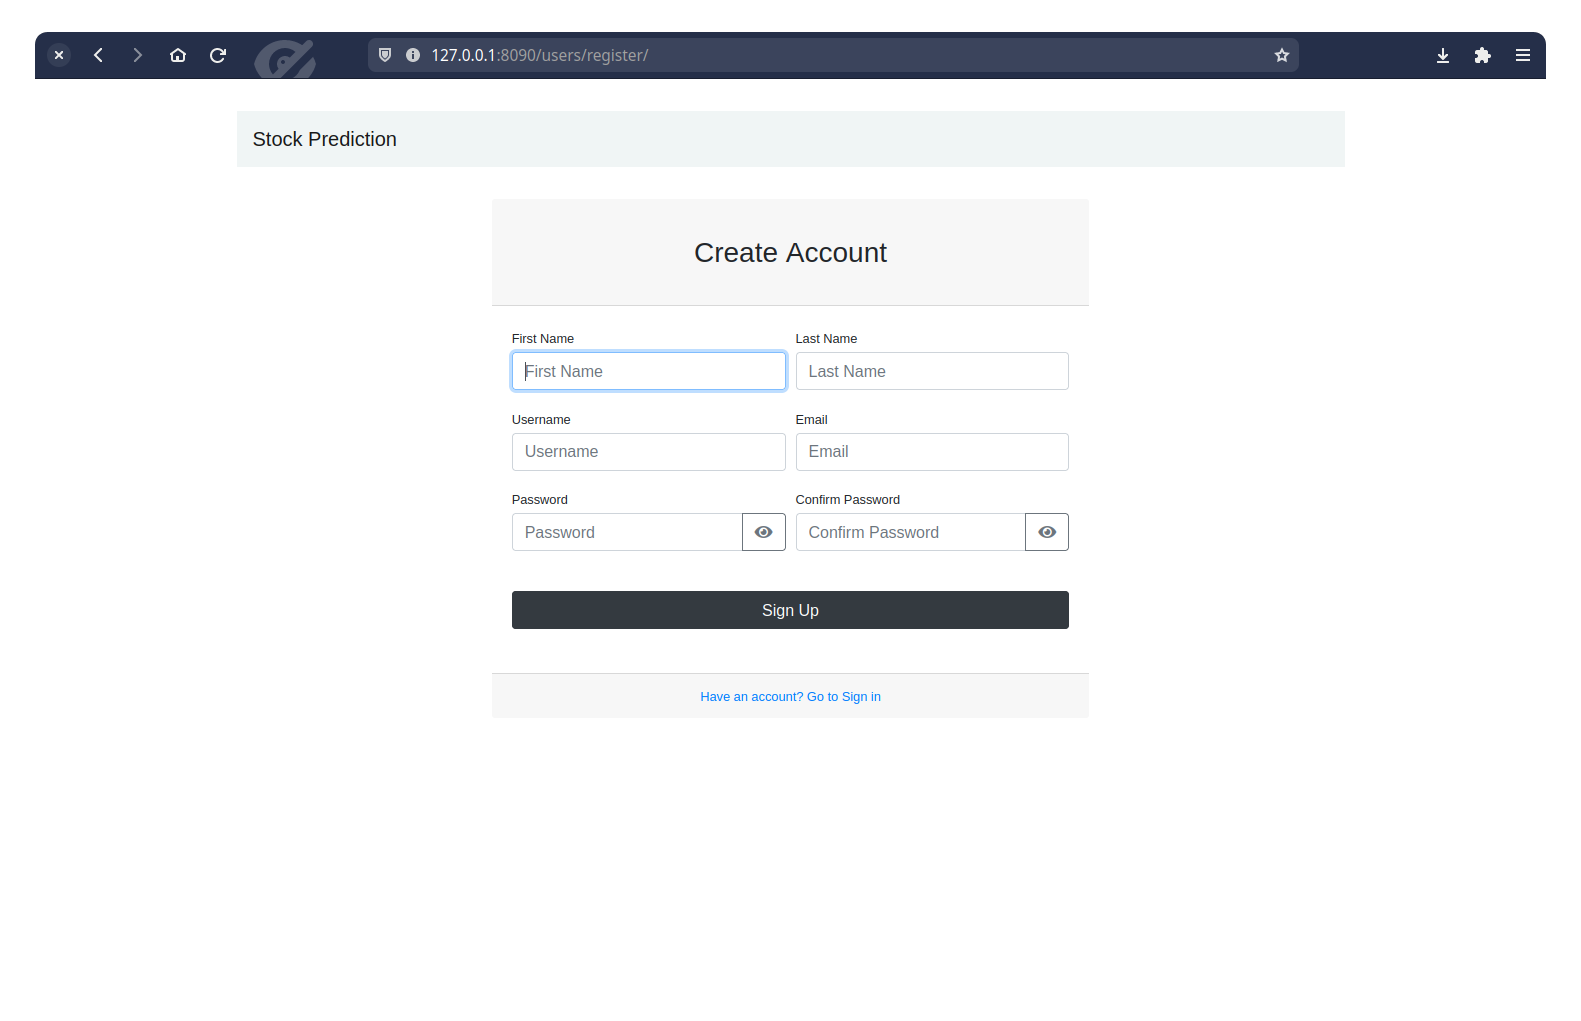 127.0.0.1:8090/users/register/
Stock Prediction
Create Account
First Name Last Name
First Name Last Name
Username Email
Username Email
Password Confirm Password
Password Confirm Password
Sign Up
Have an account? Go to Sign in